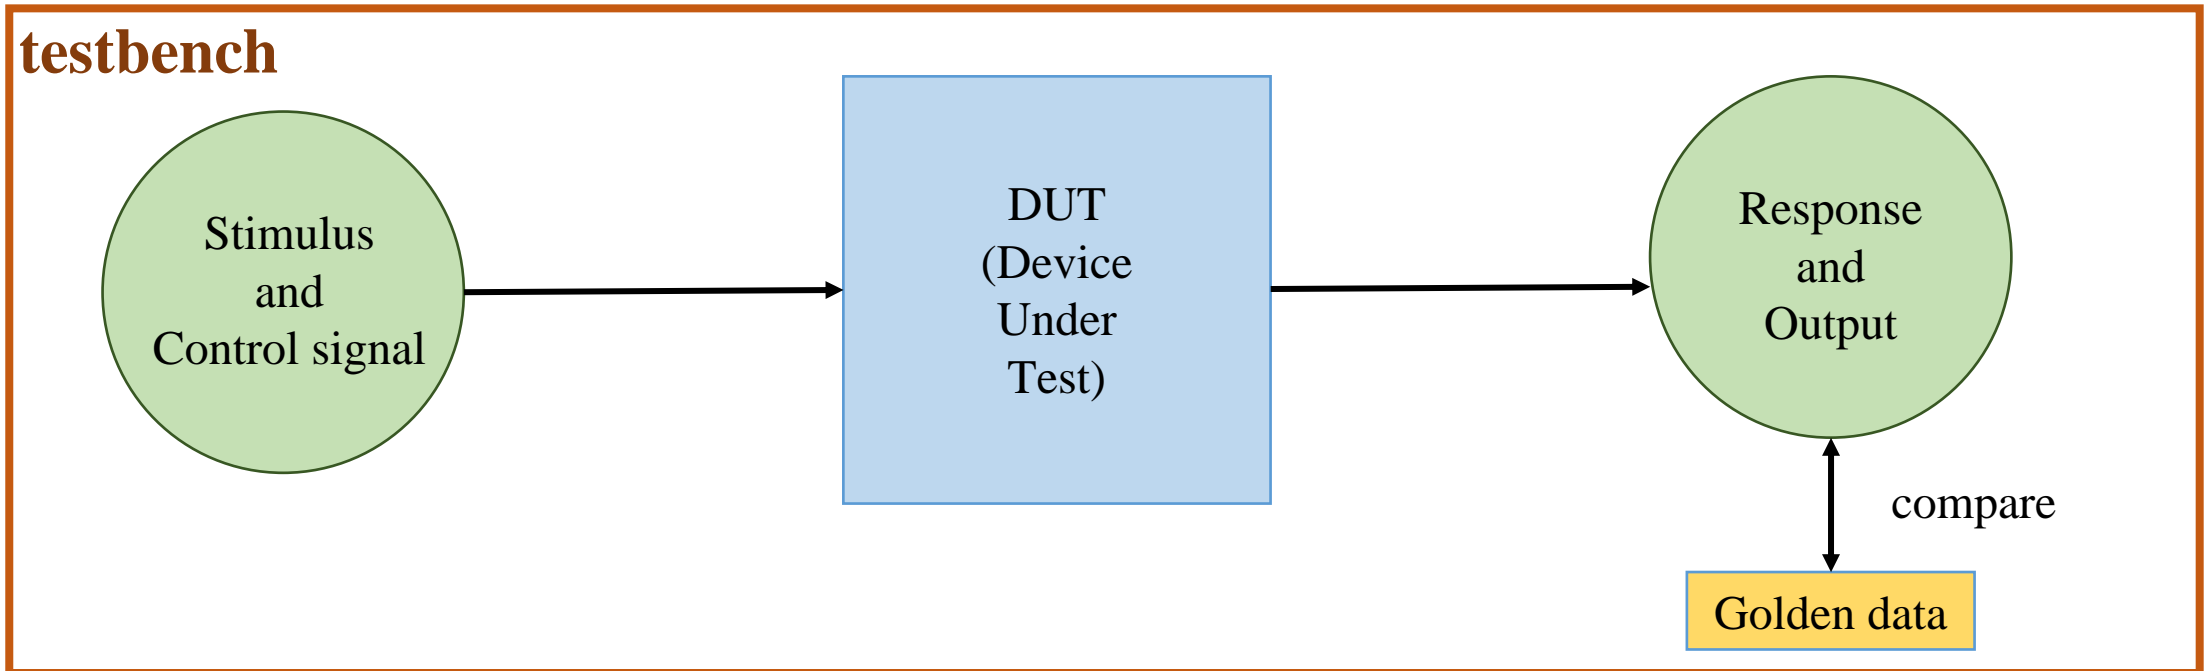 testbench
Stimulus
and
Control signal
DUT
(Device
Under
Test)
Response
and
Output
compare
Golden data